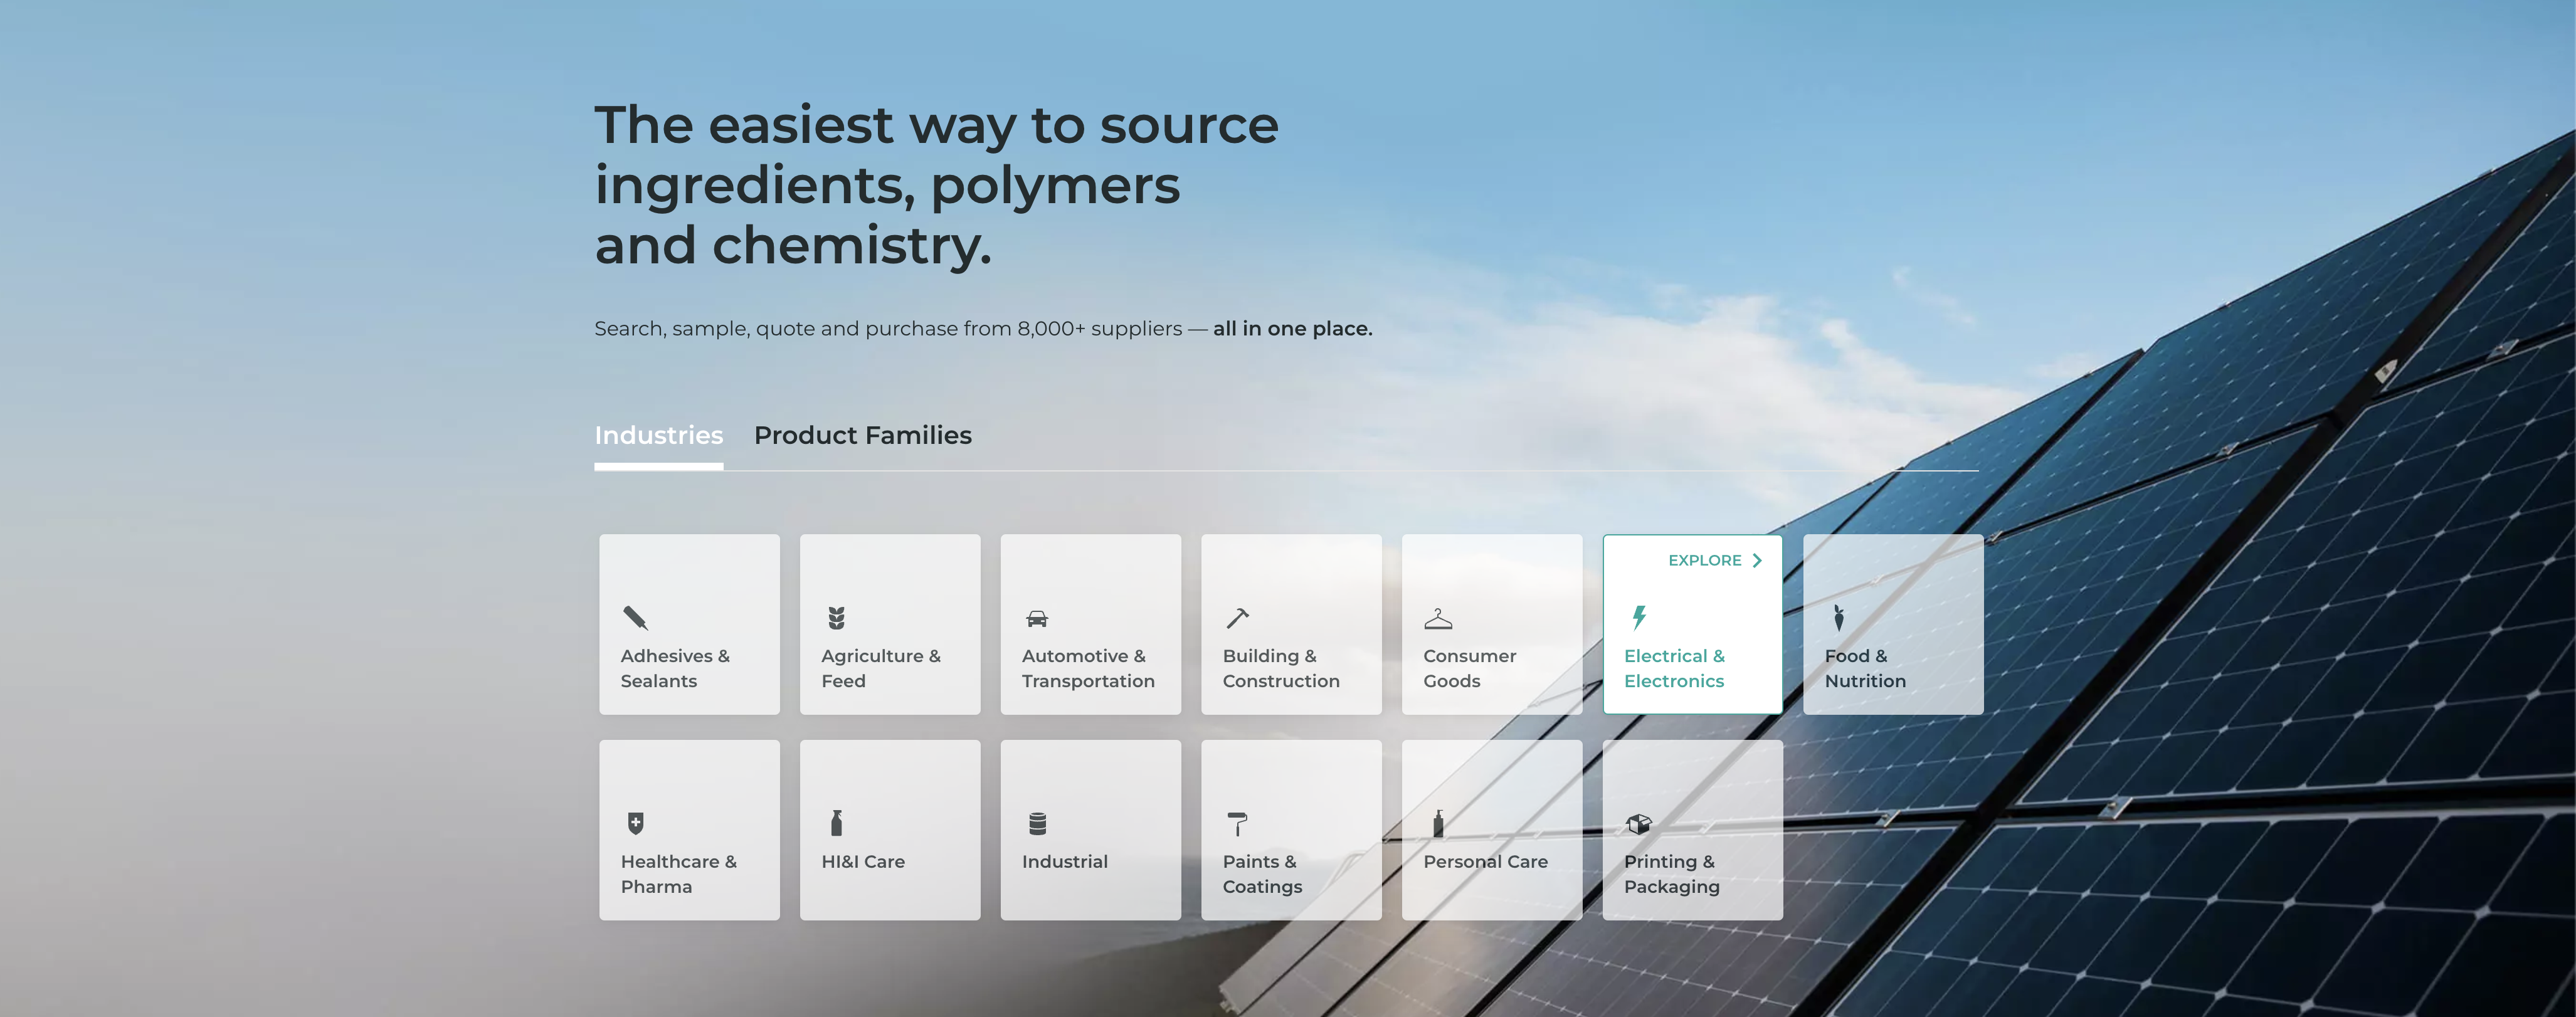 The easiest way to source
ingredients, polymers
and chemistry.
Search, sample, quote and purchase from 8,000+ suppliers — all in one place.
Industries
Product Families
Adhesives &
Sealants
Agriculture &
Feed
Automotive &
Transportation
Building &
Construction
Consumer
Goods
EXPLORE
Electrical &
Electronics
Food &
Nutrition
Healthcare &
Pharma
HI&I Care
Industrial
Paints &
Coatings
Personal Care
Printing &
Packaging